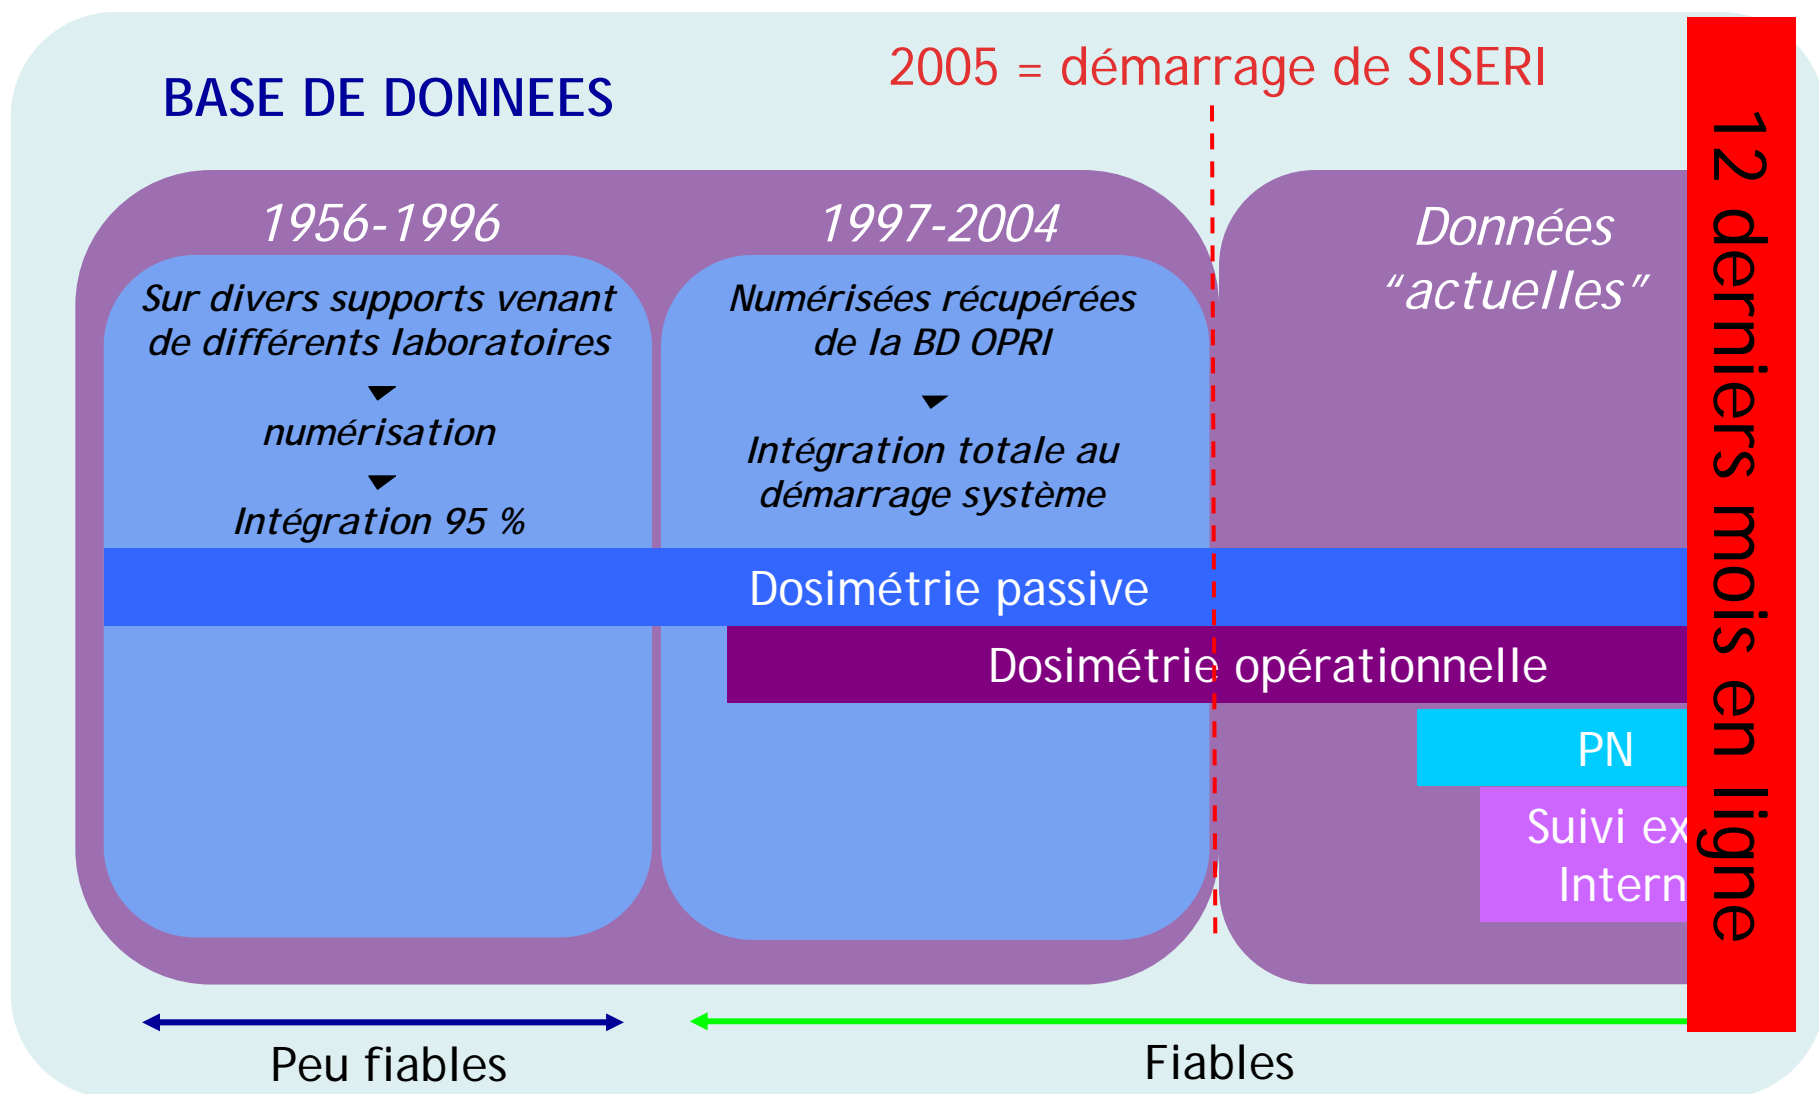 BASE DE DONNEES
2005 = démarrage de SISERI
1956-1996
Sur divers supports venant
de différents laboratoires
numérisation
Intégration 95 %
1997-2004
Numérisées récupérées
de la BD OPRI
Intégration totale au
démarrage système
Données
“actuelles”
Dosimétrie passive
Dosimétrie opérationnelle
PN
Suivi ex
Intern
12 derniers mois en ligne
Peu fiables
Fiables